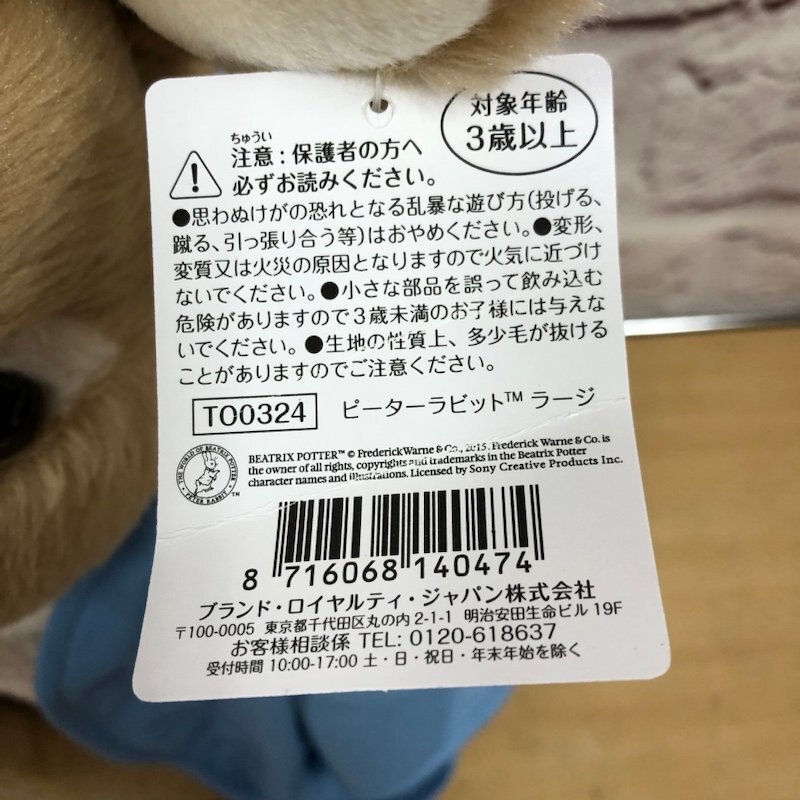 対象年齢
3歳以上
ちゅうい
注意:保護者の方へ
必ずお読みください。
●思わぬけがの恐れとなる乱暴な遊び方(投げる、
蹴る、引っ張り合う等)はおやめください。●変形、
変質又は火災の原因となりますので火気に近づけ
ないでください。●小さな部品を誤って飲み込む
危険がありますので3歳未満のお子様には与えな
いでください。●生地の性質上、多少毛が抜ける
ことがありますのでご注意ください。
TO0324 ピーターラビット™ ラージ
THE WORLD OF BEATRIX POTTER
PETER RABBIT ™
BEATRIX POTTER™ © Frederick Warne & Co., 2015. Frederick Warne & Co. is
the owner of all rights, copyrights and trademarks in the Beatrix Potter
character names and illustrations. Licensed by Sony Creative Products Inc.
8 716068 140474
ブランド・ロイヤルティ・ジャパン株式会社
〒100-0005 東京都千代田区丸の内 2-1-1 明治安田生命ビル 19F
お客様相談係 TEL: 0120-618637
受付時間 10:00-17:00 土・日・祝日・年末年始を除く